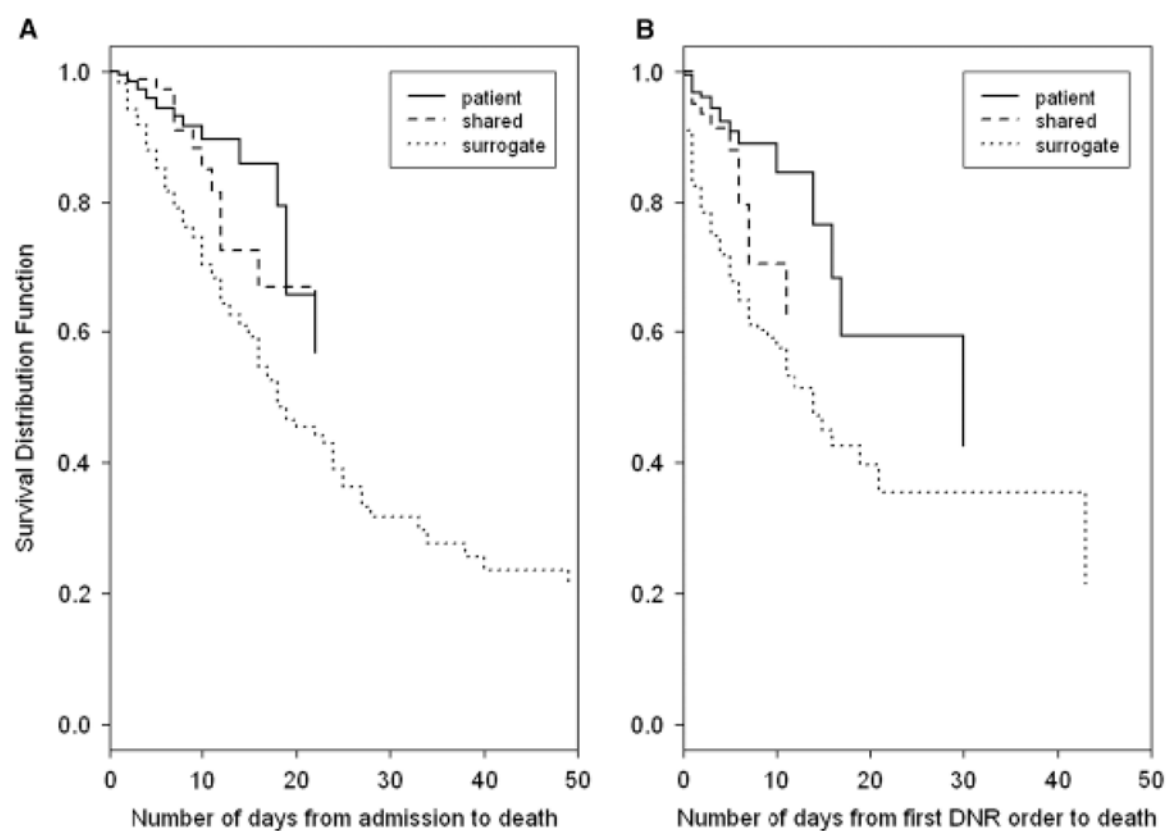 A
B
1.0
0.8
0.6
0.4
0.2
0.0
Survival Distribution Function
patient
shared
surrogate
0 10 20 30 40 50
Number of days from admission to death
1.0
0.8
0.6
0.4
0.2
0.0
patient
shared
surrogate
0 10 20 30 40 50
Number of days from first DNR order to death